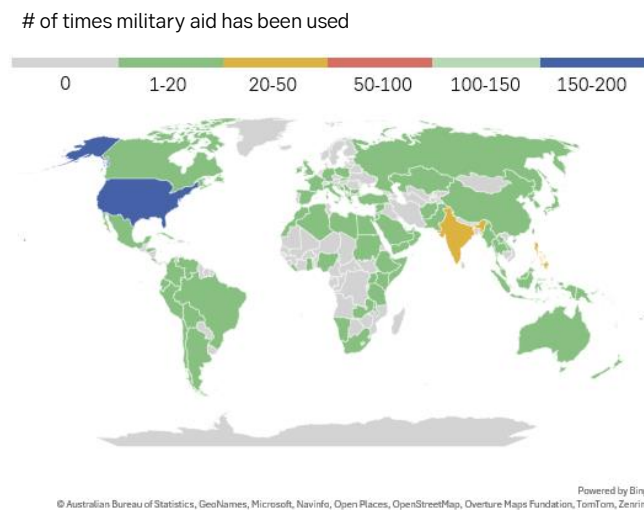 # of times military aid has been used
0 1-20 20-50 50-100 100-150 150-200
Powered by Bin
© Australian Bureau of Statistics, GeoNames, Microsoft, Navinfo, Open Places, OpenStreetMap, Overture Maps Fundation, TomTom, Zenrin